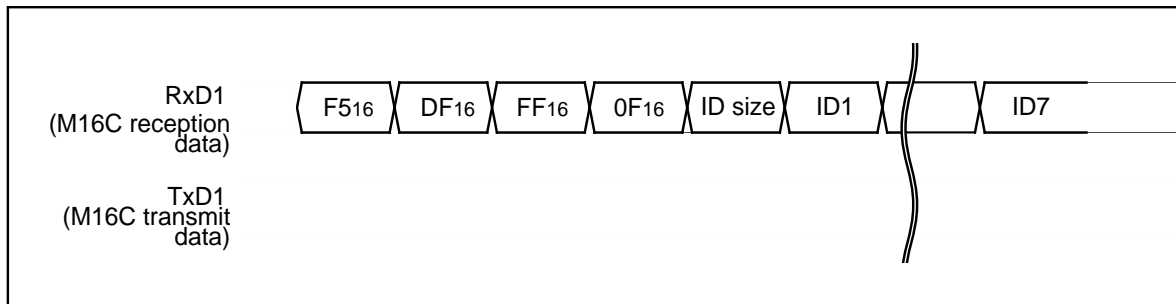 RxD1
(M16C reception
data)
F516 DF16 FF16 0F16 ID size ID1 ID7
TxD1
(M16C transmit
data)